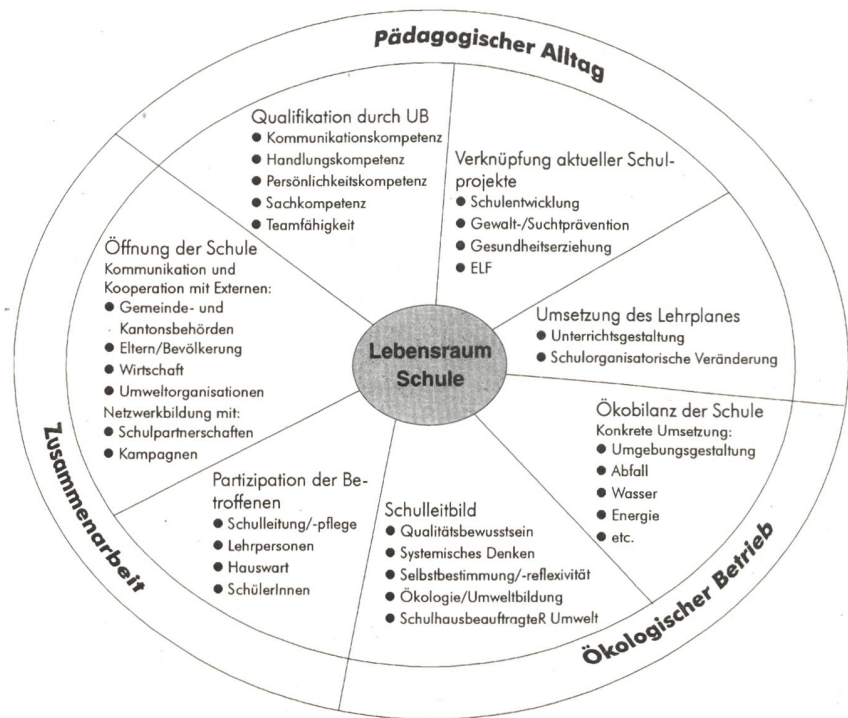 Pädagogischer Alltag
Qualifikation durch UB
● Kommunikationskompetenz
● Handlungskompetenz
● Persönlichkeitskompetenz
● Sachkompetenz
● Teamfähigkeit
Verknüpfung aktueller Schul-
projekte
● Schulentwicklung
● Gewalt-/Suchtprävention
● Gesundheitserziehung
● ELF
Öffnung der Schule
Kommunikation und
Kooperation mit Externen:
● Gemeinde- und
Kantonsbehörden
● Eltern/Bevölkerung
● Wirtschaft
● Umweltorganisationen
Netzwerkbildung mit:
● Schulpartnerschaften
● Kampagnen
Umsetzung des Lehrplanes
● Unterrichtsgestaltung
● Schulorganisatorische Veränderung
Lebensraum
Schule
Ökobilanz der Schule
Konkrete Umsetzung:
● Umgebungsgestaltung
● Abfall
● Wasser
● Energie
● etc.
Partizipation der Be-
troffenen
● Schulleitung/-pflege
● Lehrpersonen
● Hauswart
● SchülerInnen
Schulleitbild
● Qualitätsbewusstsein
● Systemisches Denken
● Selbstbestimmung/-reflexivität
● Ökologie/Umweltbildung
● SchulhausbeauftragteR Umwelt
Zusammenarbeit
Ökologischer Betrieb